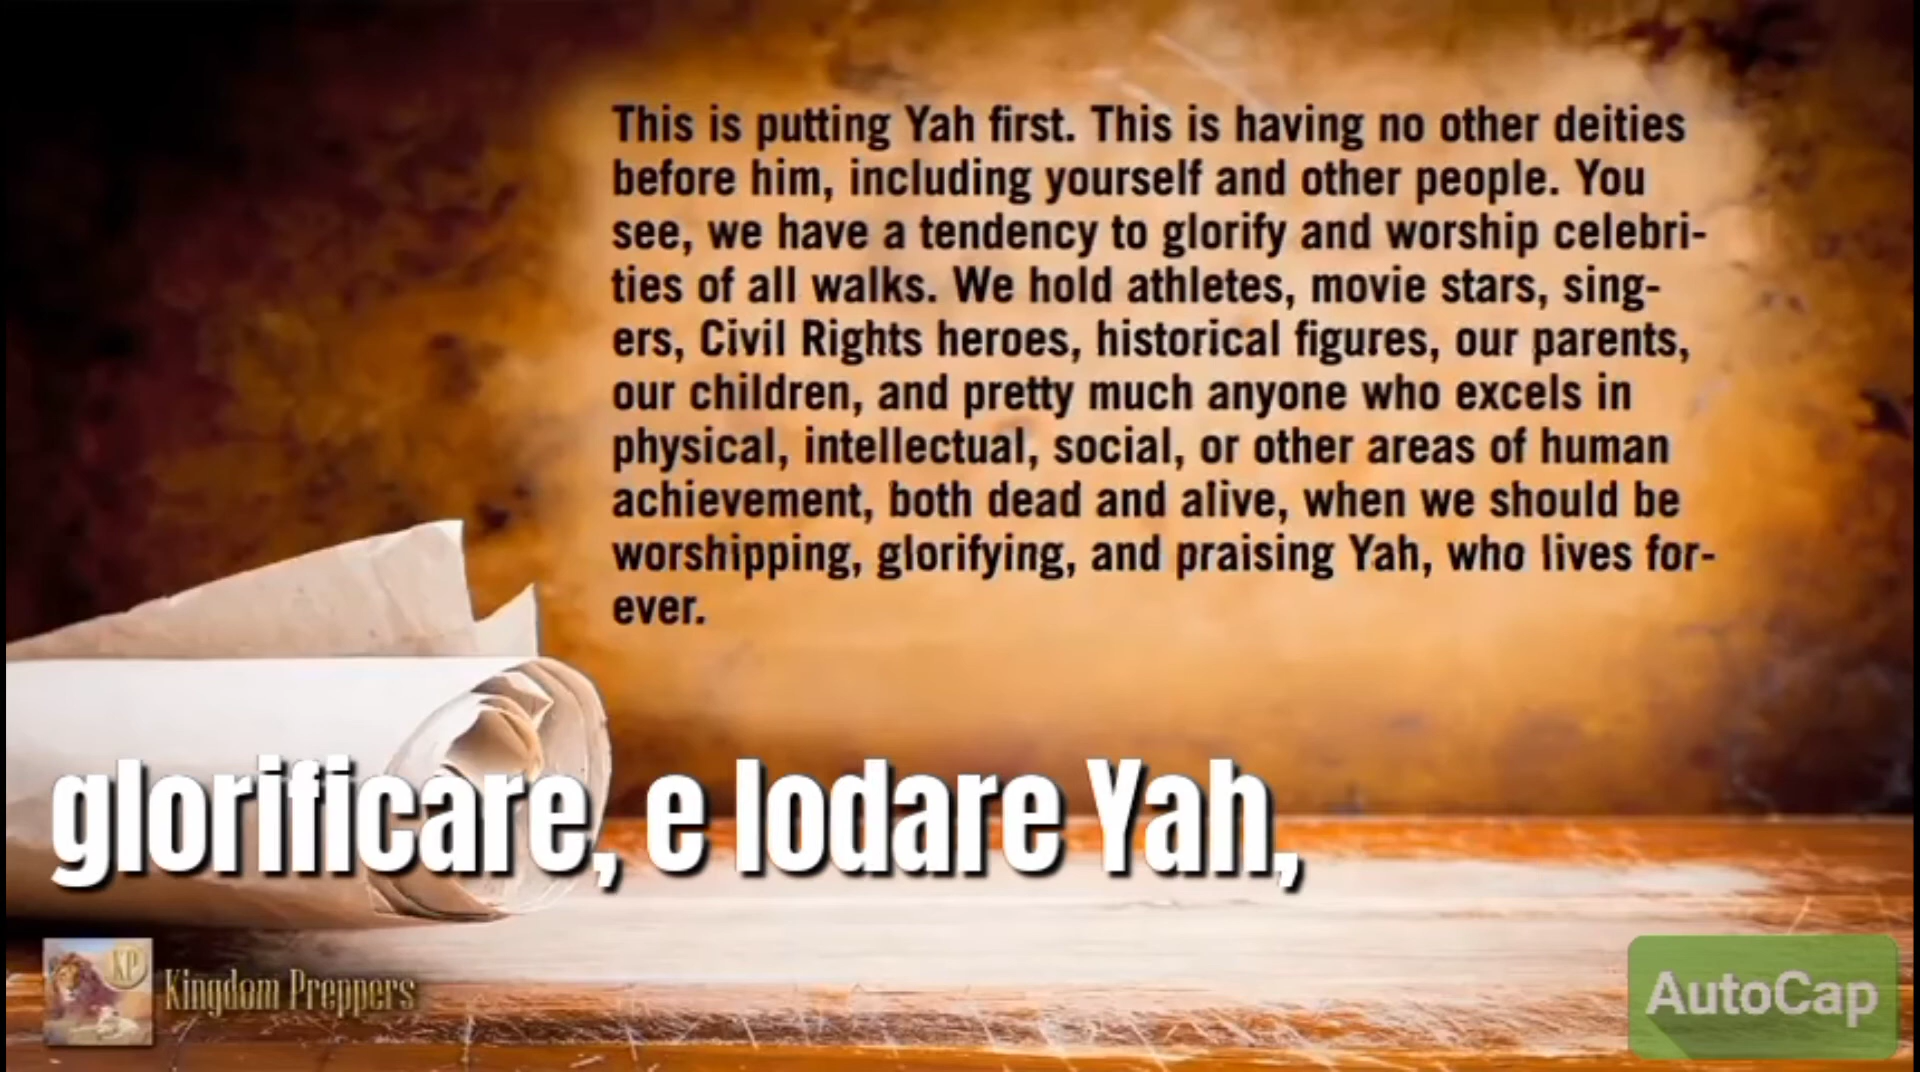 This is putting Yah first. This is having no other deities
before him, including yourself and other people. You
see, we have a tendency to glorify and worship celebri-
ties of all walks. We hold athletes, movie stars, sing-
ers, Civil Rights heroes, historical figures, our parents,
our children, and pretty much anyone who excels in
physical, intellectual, social, or other areas of human
achievement, both dead and alive, when we should be
worshipping, glorifying, and praising Yah, who lives for-
ever.
glorificare, e lodare Yah,
KP
Kingdom Preppers
AutoCap